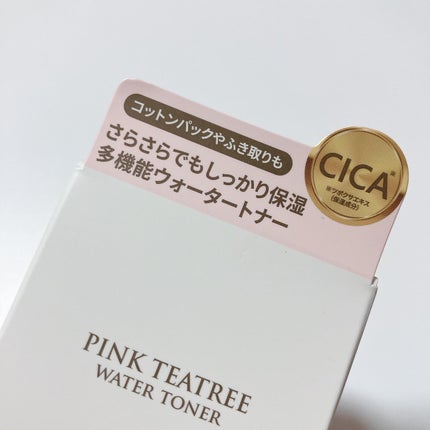 コットンパックやふき取りも
さらさらでもしっかり保湿
多機能ウォータートナー
CICA※
※ツボクサエキス
(保湿成分)
PINK TEATREE
WATER TONER